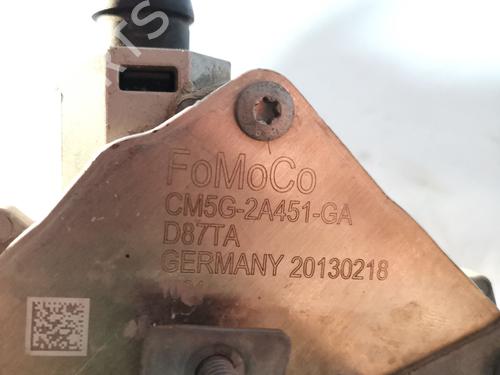 FoMoCo
CM5G-2A451-GA
D87TA
GERMANY 20130218